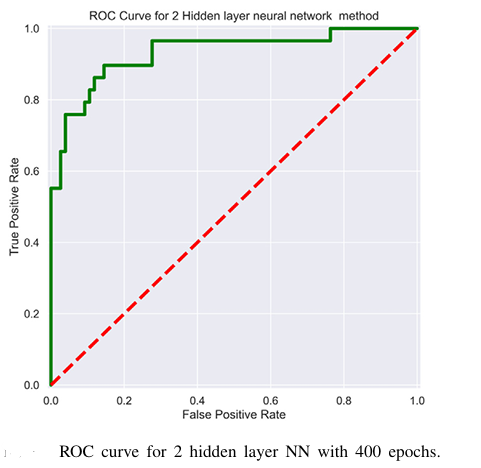 ROC Curve for 2 Hidden layer neural network method
1.0
0.8
0.6
0.4
0.2
0.0
True Positive Rate
0.0 0.2 0.4 0.6 0.8 1.0
False Positive Rate
ROC curve for 2 hidden layer NN with 400 epochs.